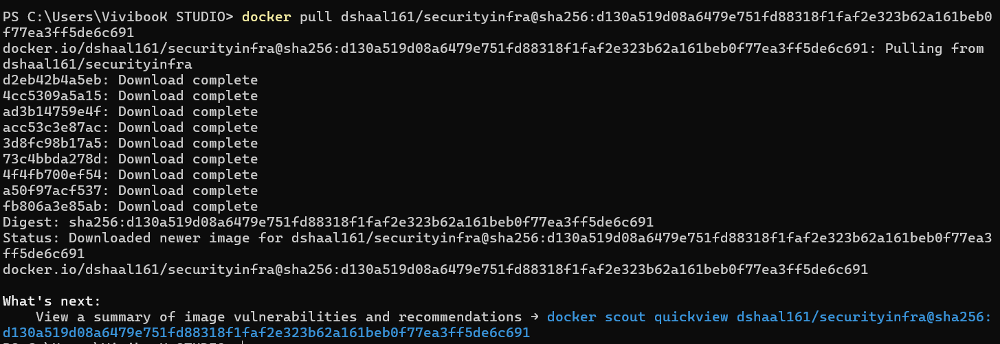 PS C:\Users\VivibooK STUDIO> docker pull dshaal161/securityinfra@sha256:d130a519d08a6479e751fd88318f1faf2e323b62a161beb0
f77ea3ff5de6c691
docker.io/dshaal161/securityinfra@sha256:d130a519d08a6479e751fd88318f1faf2e323b62a161beb0f77ea3ff5de6c691: Pulling from
dshaal161/securityinfra
d2eb42b4a5eb: Download complete
4cc5309a5a15: Download complete
ad3b14759e4f: Download complete
acc53c3e87ac: Download complete
3d8fc98b17a5: Download complete
73c4bbda278d: Download complete
4f4fb700ef54: Download complete
a50f97acf537: Download complete
fb806a3e85ab: Download complete
Digest: sha256:d130a519d08a6479e751fd88318f1faf2e323b62a161beb0f77ea3ff5de6c691
Status: Downloaded newer image for dshaal161/securityinfra@sha256:d130a519d08a6479e751fd88318f1faf2e323b62a161beb0f77ea3
ff5de6c691
docker.io/dshaal161/securityinfra@sha256:d130a519d08a6479e751fd88318f1faf2e323b62a161beb0f77ea3ff5de6c691
What's next:
View a summary of image vulnerabilities and recommendations → docker scout quickview dshaal161/securityinfra@sha256:
d130a519d08a6479e751fd88318f1faf2e323b62a161beb0f77ea3ff5de6c691